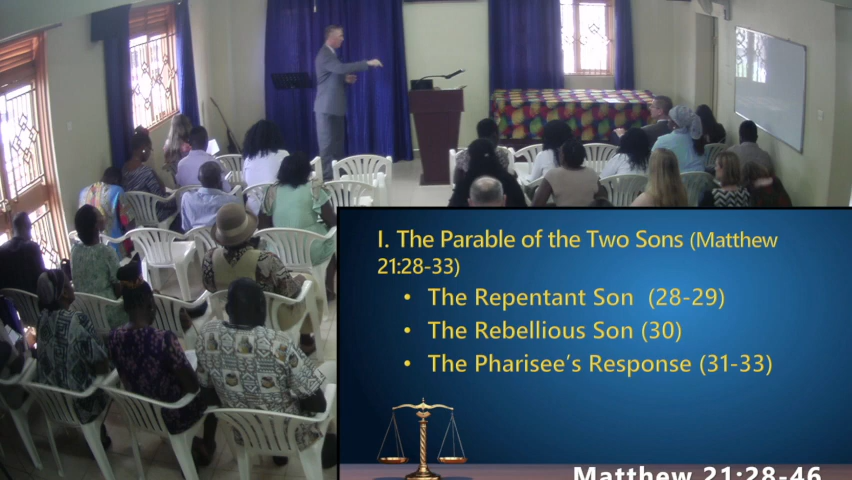 I. The Parable of the Two Sons (Matthew
21:28-33)
• The Repentant Son (28-29)
• The Rebellious Son (30)
• The Pharisee's Response (31-33)
Matthew 21:28-46